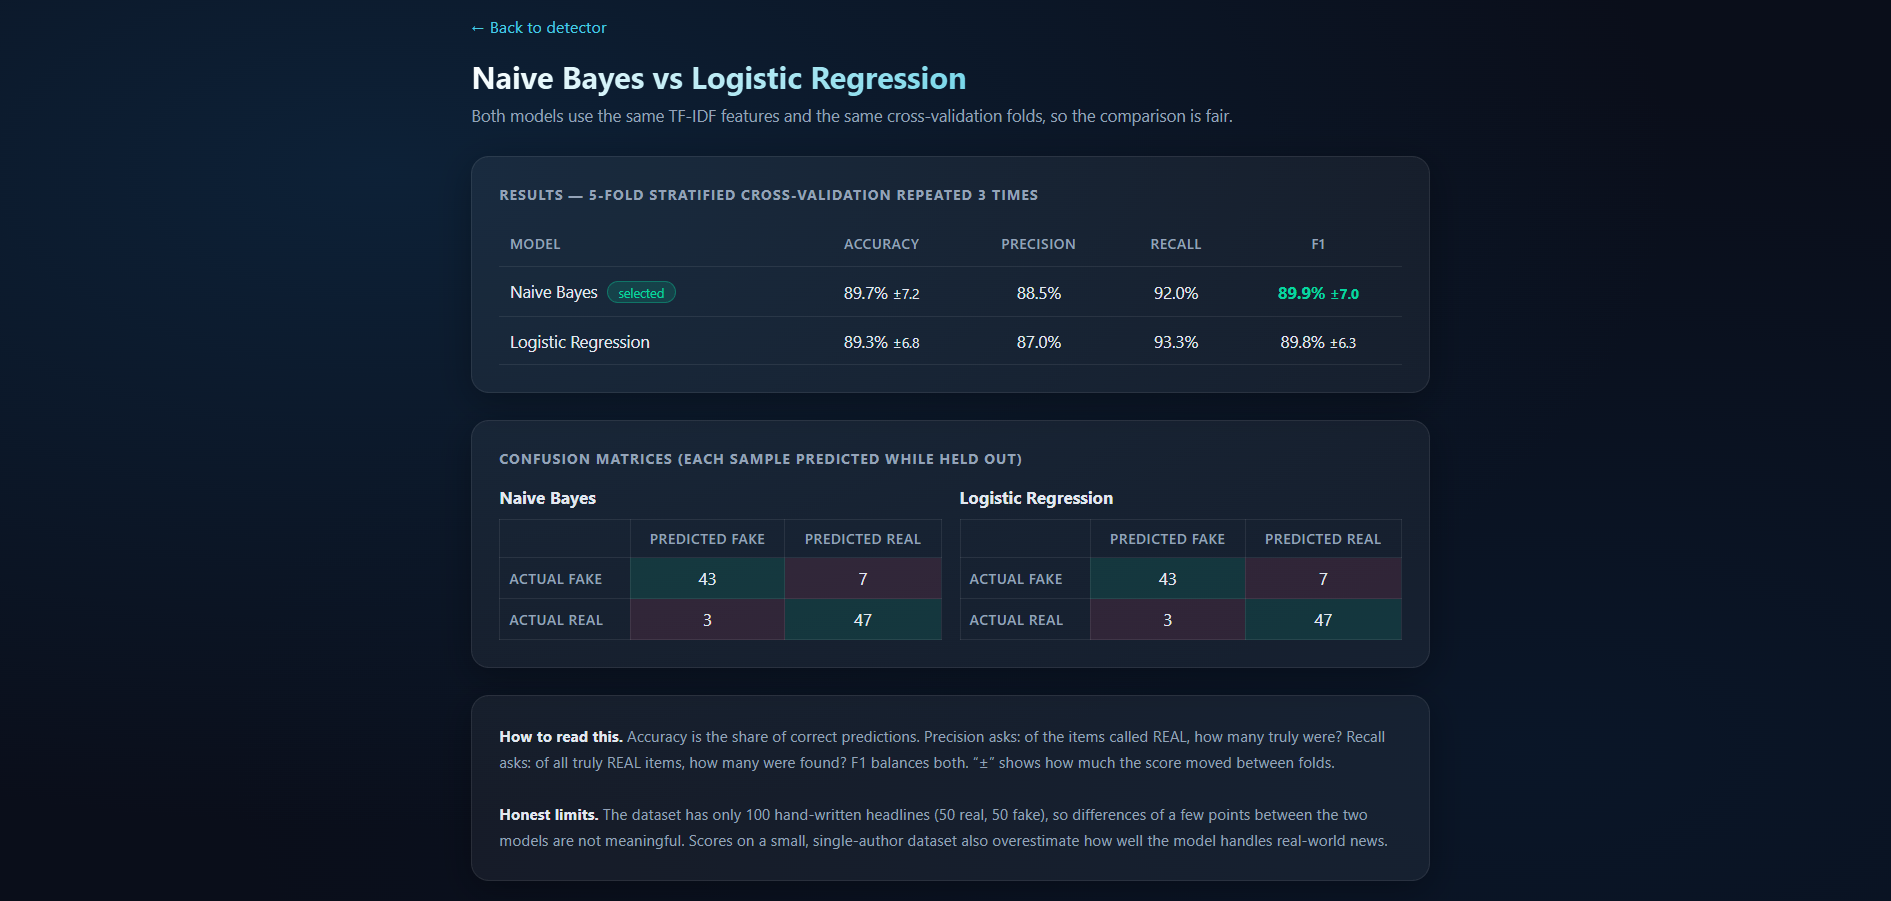 ← Back to detector
Naive Bayes vs Logistic Regression
Both models use the same TF-IDF features and the same cross-validation folds, so the comparison is fair.
RESULTS — 5-FOLD STRATIFIED CROSS-VALIDATION REPEATED 3 TIMES
MODEL ACCURACY PRECISION RECALL F1
Naive Bayes selected 89.7% ±7.2 88.5% 92.0% 89.9% ±7.0
Logistic Regression 89.3% ±6.8 87.0% 93.3% 89.8% ±6.3
CONFUSION MATRICES (EACH SAMPLE PREDICTED WHILE HELD OUT)
Naive Bayes
PREDICTED FAKE PREDICTED REAL
ACTUAL FAKE 43 7
ACTUAL REAL 3 47
Logistic Regression
PREDICTED FAKE PREDICTED REAL
ACTUAL FAKE 43 7
ACTUAL REAL 3 47
How to read this. Accuracy is the share of correct predictions. Precision asks: of the items called REAL, how many truly were? Recall
asks: of all truly REAL items, how many were found? F1 balances both. “±” shows how much the score moved between folds.
Honest limits. The dataset has only 100 hand-written headlines (50 real, 50 fake), so differences of a few points between the two
models are not meaningful. Scores on a small, single-author dataset also overestimate how well the model handles real-world news.